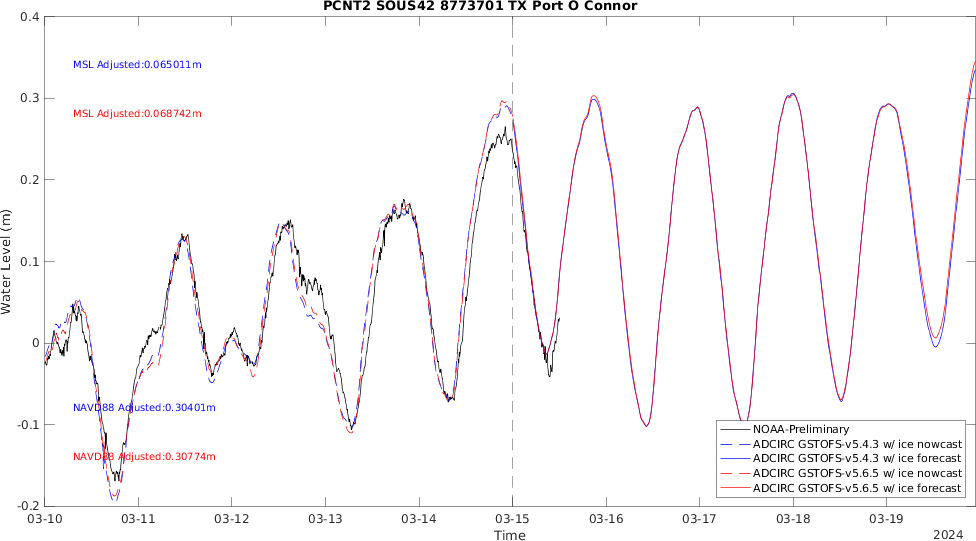 PCNT2 SOUS42 8773701 TX Port O Connor
0.4
MSL Adjusted:0.065011m
0.3
MSL Adjusted:0.068742m
0.2
Water Level (m)
0.1
0
NAVD88 Adjusted:0.30401m
-0.1
NAVD88 Adjusted:0.30774m
-0.2
NOAA-Preliminary
ADCIRC GSTOFS-v5.4.3 w/ ice nowcast
ADCIRC GSTOFS-v5.4.3 w/ ice forecast
ADCIRC GSTOFS-v5.6.5 w/ ice nowcast
ADCIRC GSTOFS-v5.6.5 w/ ice forecast
03-10 03-11 03-12 03-13 03-14 03-15 03-16 03-17 03-18 03-19
Time
2024